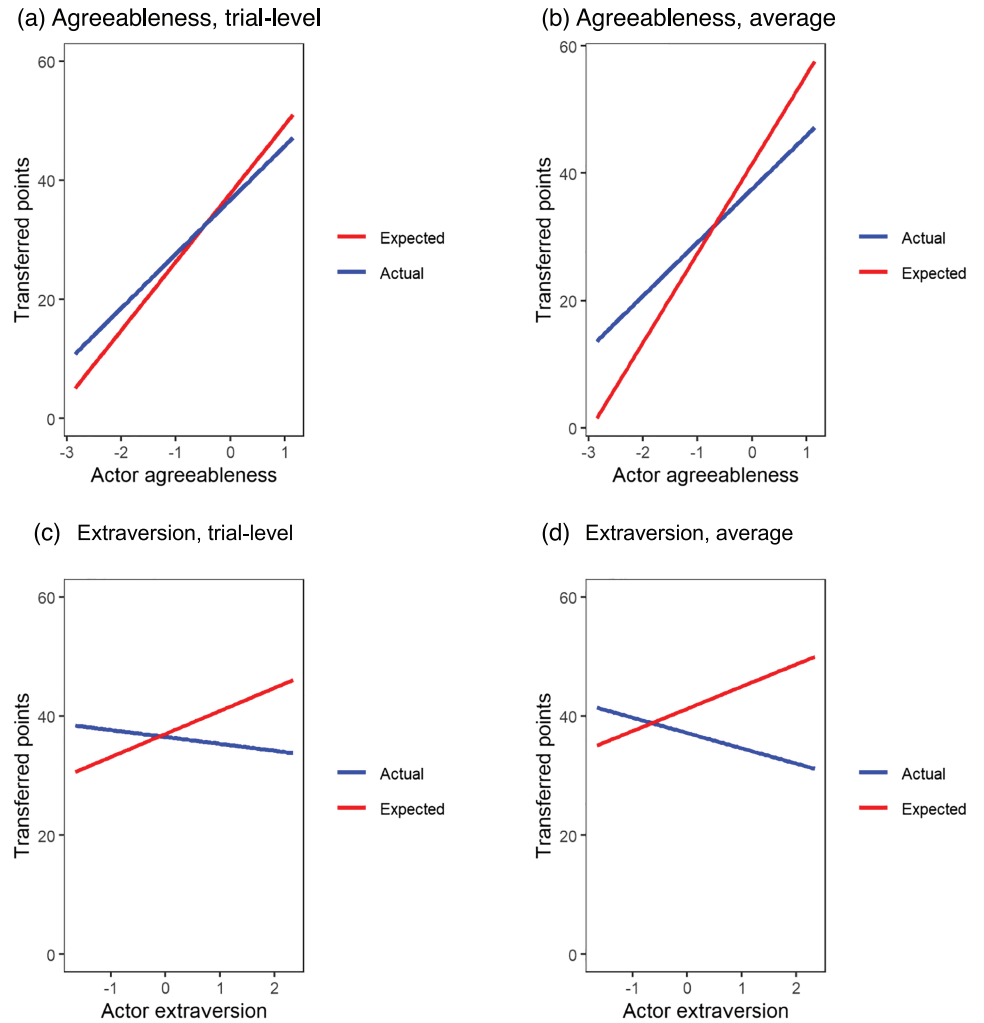 (a) Agreeableness, trial-level
60
40
20
0
Transferred points
-3 -2 -1 0 1
Actor agreeableness
Expected
Actual
(b) Agreeableness, average
60
40
20
0
Transferred points
-3 -2 -1 0 1
Actor agreeableness
Actual
Expected
(c) Extraversion, trial-level
60
40
20
0
Transferred points
-1 0 1 2
Actor extraversion
Actual
Expected
(d) Extraversion, average
60
40
20
0
Transferred points
-1 0 1 2
Actor extraversion
Actual
Expected